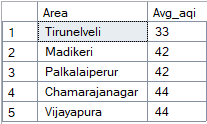 Area Avg_aqi
1 Tirunelveli 33
2 Madikeri 42
3 Palkalaiperur 42
4 Chamarajanagar 44
5 Vijayapura 44